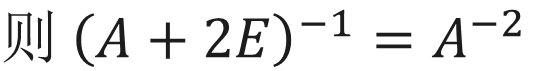 则 (A + 2E)⁻¹ = A⁻²